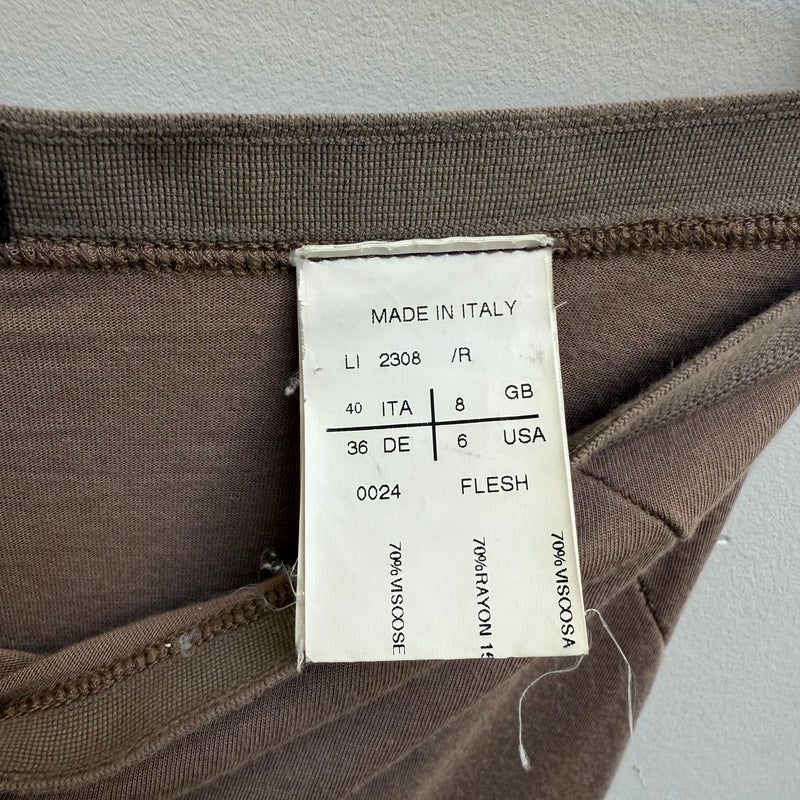 MADE IN ITALY
LI 2308 /R
40 ITA 8 GB
36 DE 6 USA
0024 FLESH
70%VISCOSE
70%RAYON
70%VISCOSA